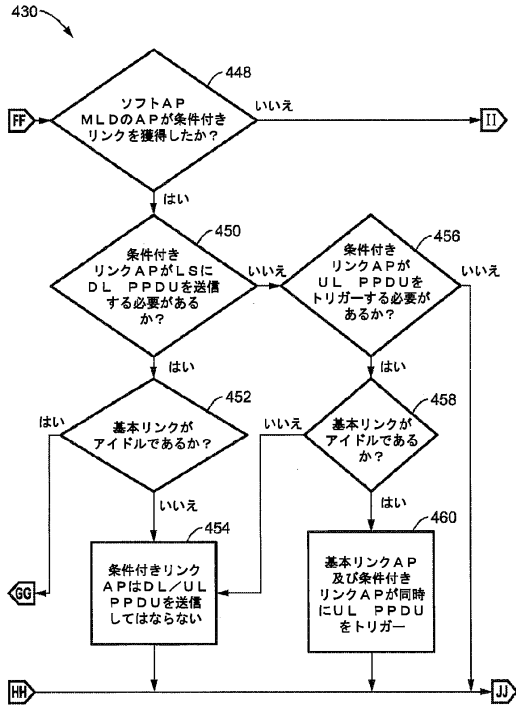 430
448
FF
ソフトAP
MLDのAPが条件付き
リンクを獲得したか？
いいえ
II
はい
450
条件付き
リンクAPがLSに
DL PPDUを送信
する必要がある
か？
いいえ
456
条件付き
リンクAPが
UL PPDUを
トリガーする必要が
あるか？
いいえ
はい
はい
452
はい
基本リンクが
アイドルであるか？
いいえ
458
いいえ
基本リンクが
アイドルである
か？
はい
454
条件付きリンク
APはDL／UL
PPDUを送信
してはならない
460
基本リンクAP
及び条件付き
リンクAPが同時
にUL PPDU
をトリガー
GG
HH
JJ